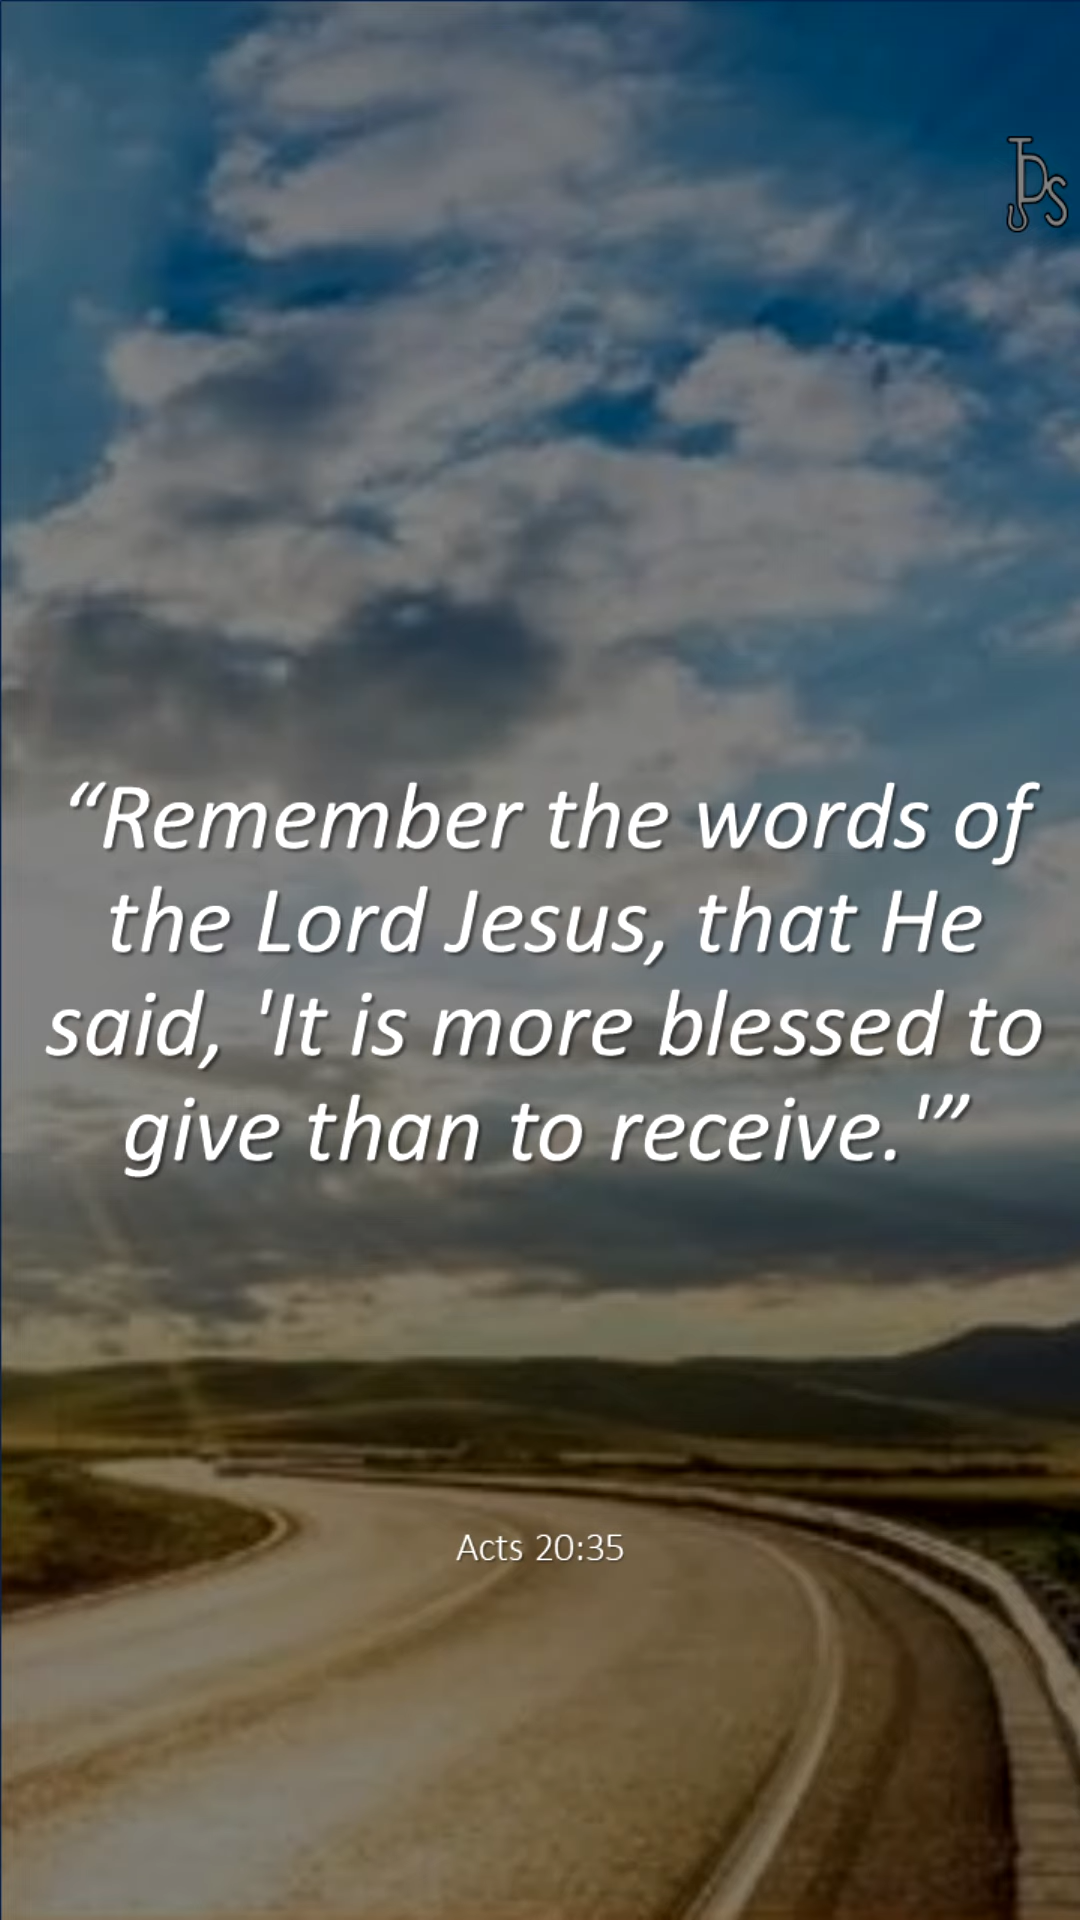 “Remember the words of
the Lord Jesus, that He
said, 'It is more blessed to
give than to receive.'”
Acts 20:35